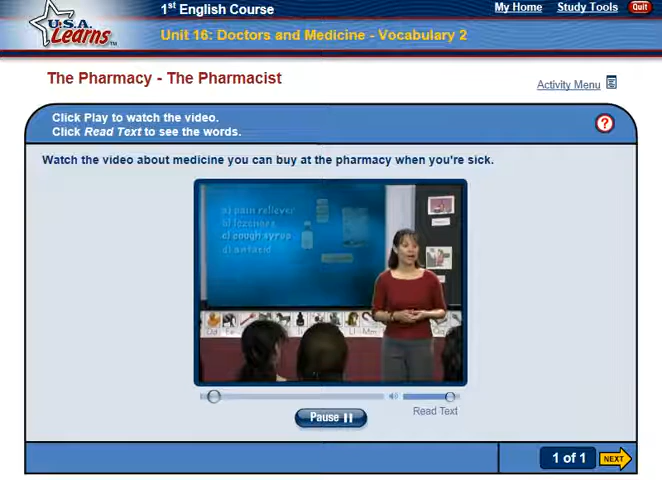 U.S.A.
Learns™
1st English Course
My Home
Study Tools
Quit
Unit 16: Doctors and Medicine - Vocabulary 2
The Pharmacy - The Pharmacist
Activity Menu
Click Play to watch the video.
Click Read Text to see the words.
?
Watch the video about medicine you can buy at the pharmacy when you're sick.
a) pain reliever
b) lozenges
c) cough syrup
d) antacid
Pause
Read Text
1 of 1
NEXT